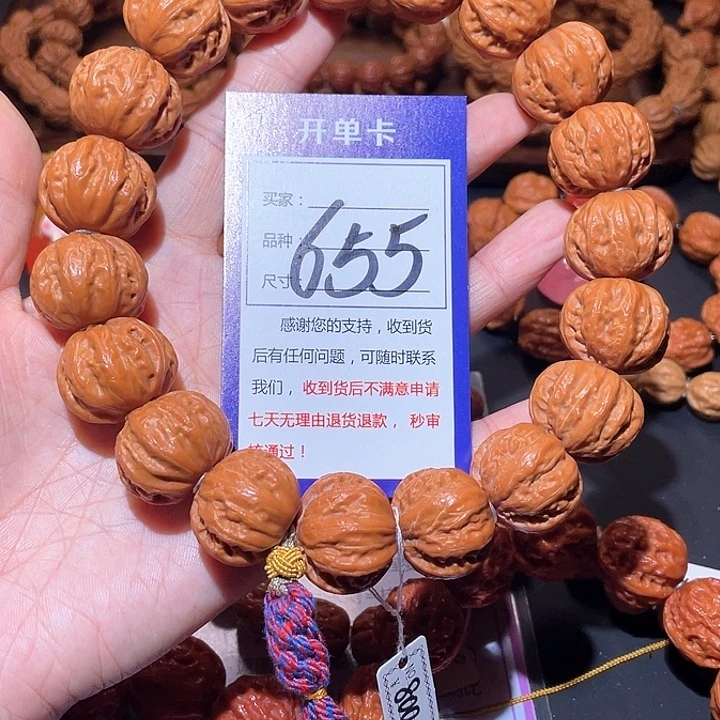 开单卡
买家：
品种
尺寸
655
感谢您的支持，收到货
后有任何问题，可随时联系
我们，收到货后不满意申请
七天无理由退货退款，秒审
核通过！
800